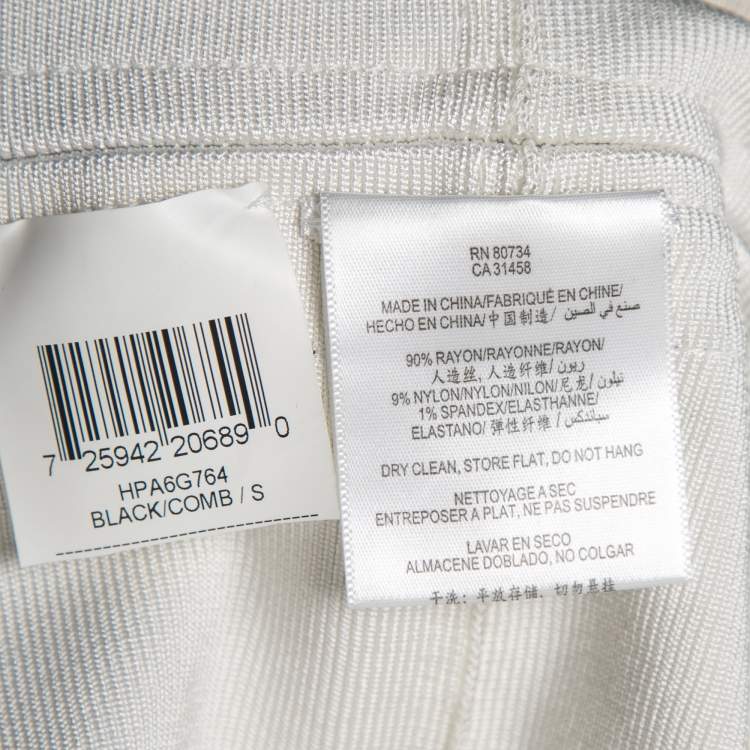 7 25942 20689 0
HPA6G764
BLACK/COMB / S
RN 80734
CA 31458
MADE IN CHINA/FABRIQUÉ EN CHINE/
HECHO EN CHINA/中国制造/ صنع في الصين/
90% RAYON/RAYONNE/RAYON/
人造丝, 人造纤维/ ريون/
9% NYLON/NYLON/NILON/尼龙/ نيلون/
1% SPANDEX/ELASTHANNE/
ELASTANO/ 弹性纤维/ سباندكس/
DRY CLEAN, STORE FLAT, DO NOT HANG
NETTOYAGE A SEC
ENTREPOSER A PLAT, NE PAS SUSPENDRE
LAVAR EN SECO
ALMACENE DOBLADO, NO COLGAR
干洗: 平放存储, 切勿悬挂